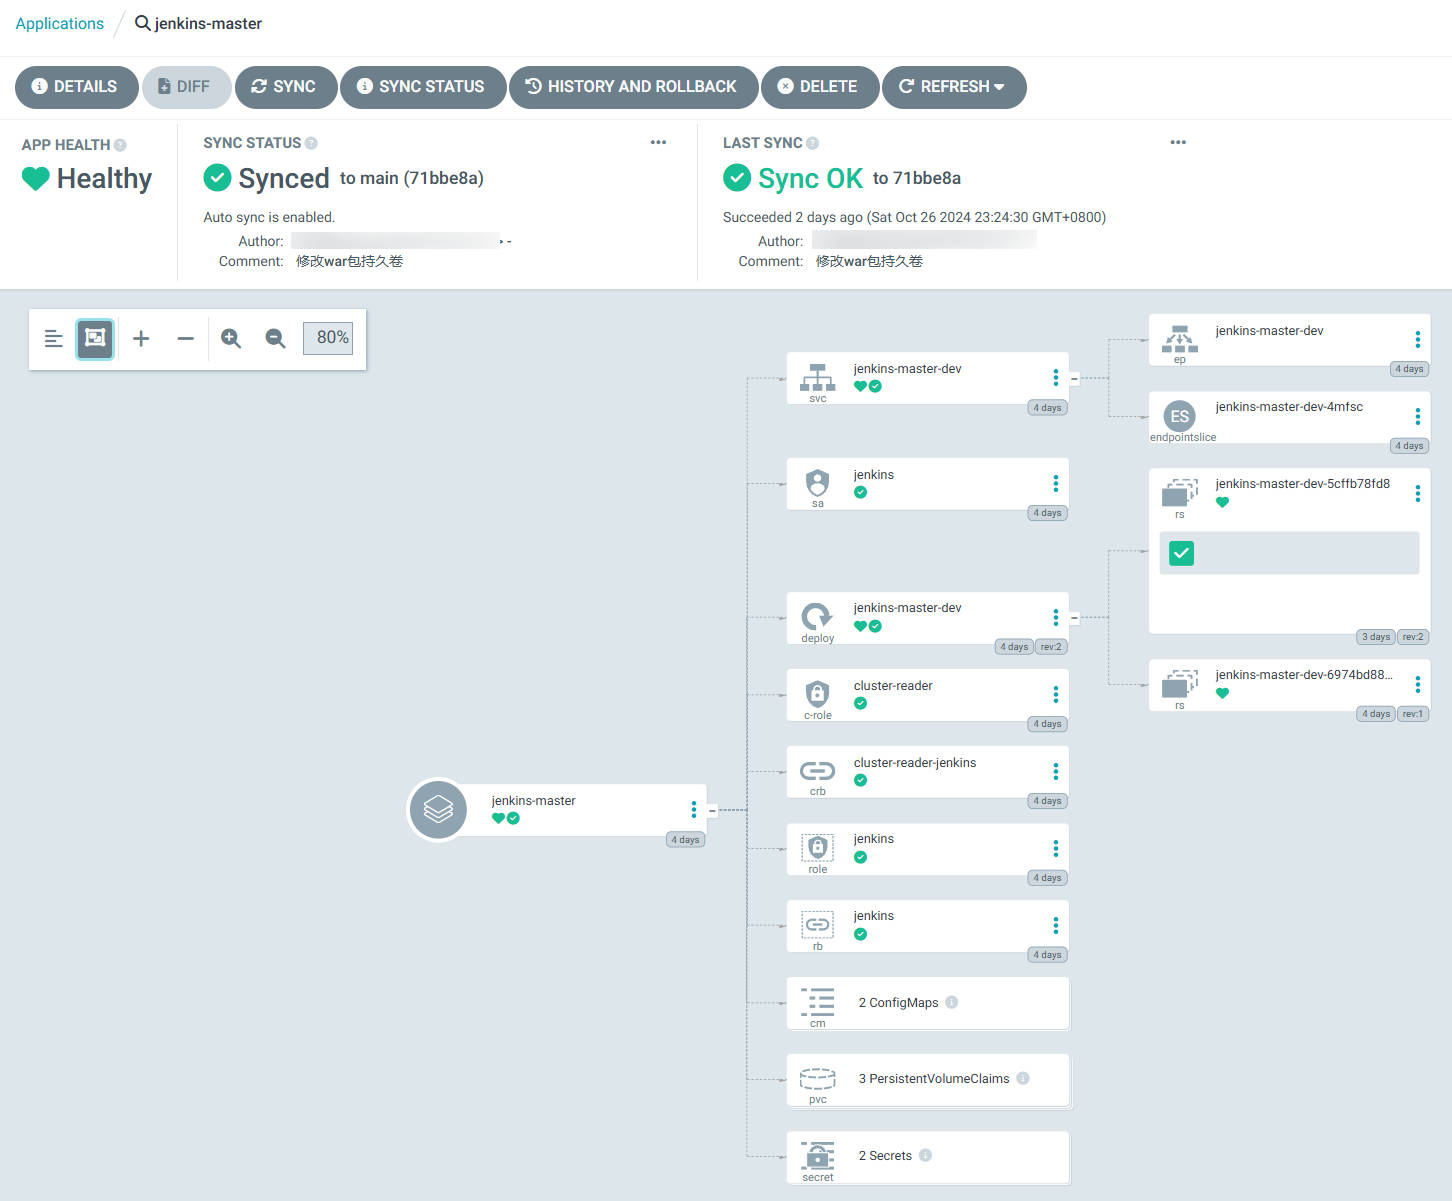 Applications / jenkins-master
DETAILS DIFF SYNC SYNC STATUS HISTORY AND ROLLBACK DELETE REFRESH
APP HEALTH
Healthy
SYNC STATUS
Synced to main (71bbe8a)
Auto sync is enabled.
Author: > -
Comment: 修改war包持久卷
LAST SYNC
Sync OK to 71bbe8a
Succeeded 2 days ago (Sat Oct 26 2024 23:24:30 GMT+0800)
Author:
Comment: 修改war包持久卷
80%
jenkins-master
4 days
jenkins-master-dev
svc
4 days
jenkins
sa
4 days
jenkins-master-dev
deploy
4 days rev:2
cluster-reader
c-role
4 days
cluster-reader-jenkins
crb
4 days
jenkins
role
4 days
jenkins
rb
4 days
2 ConfigMaps
cm
3 PersistentVolumeClaims
pvc
2 Secrets
secret
jenkins-master-dev
ep
4 days
jenkins-master-dev-4mfsc
ES
endpointslice
4 days
jenkins-master-dev-5cffb78fd8
rs
3 days rev:2
jenkins-master-dev-6974bd88...
rs
4 days rev:1